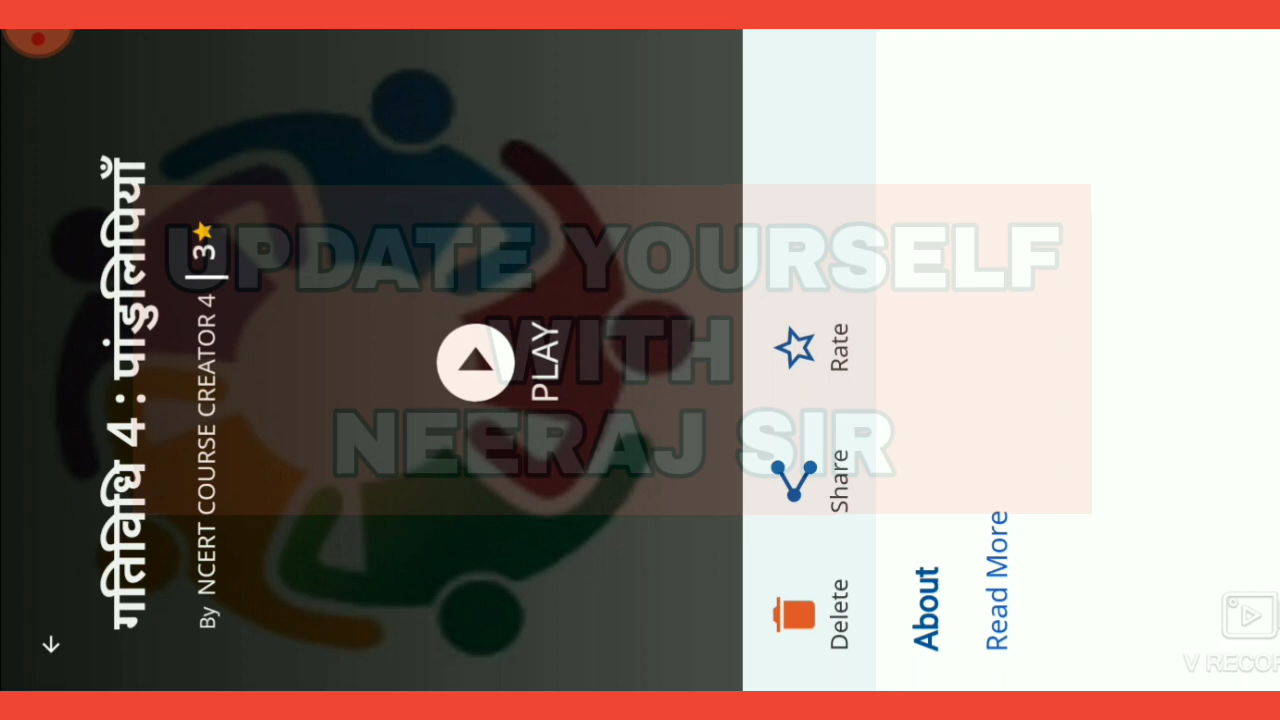 गतिविधि 4 : पांडुलिपियाँ
By NCERT COURSE CREATOR 4 | 3
PLAY
Delete
Share
Rate
About
Read More
UPDATE YOURSELF
WITH
NEERAJ SIR
V RECOR